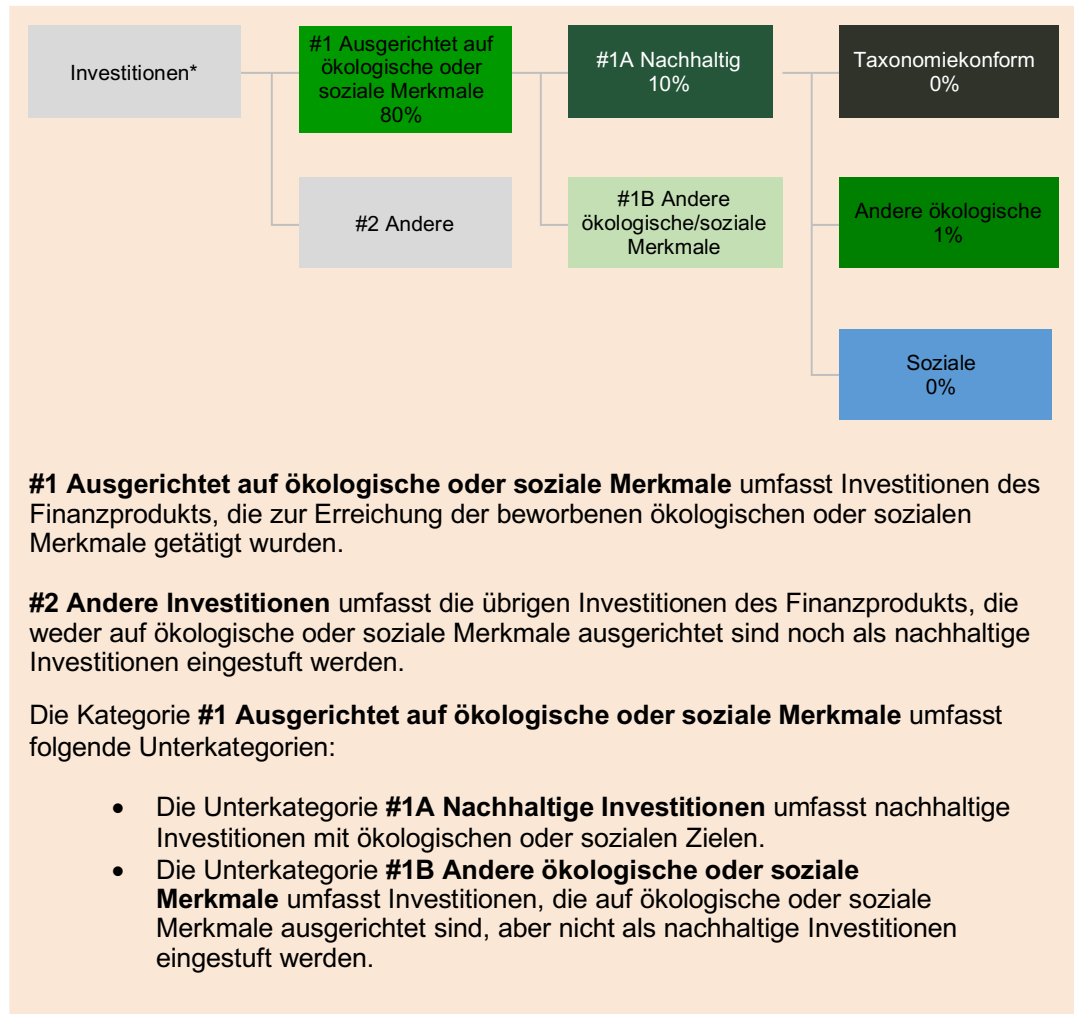 Investitionen*
#1 Ausgerichtet auf
ökologische oder
soziale Merkmale
80%
#1A Nachhaltig
10%
Taxonomiekonform
0%
#2 Andere
#1B Andere
ökologische/soziale
Merkmale
Andere ökologische
1%
Soziale
0%
#1 Ausgerichtet auf ökologische oder soziale Merkmale umfasst Investitionen des
Finanzprodukts, die zur Erreichung der beworbenen ökologischen oder sozialen
Merkmale getätigt wurden.
#2 Andere Investitionen umfasst die übrigen Investitionen des Finanzprodukts, die
weder auf ökologische oder soziale Merkmale ausgerichtet sind noch als nachhaltige
Investitionen eingestuft werden.
Die Kategorie #1 Ausgerichtet auf ökologische oder soziale Merkmale umfasst
folgende Unterkategorien:
• Die Unterkategorie #1A Nachhaltige Investitionen umfasst nachhaltige
Investitionen mit ökologischen oder sozialen Zielen.
• Die Unterkategorie #1B Andere ökologische oder soziale
Merkmale umfasst Investitionen, die auf ökologische oder soziale
Merkmale ausgerichtet sind, aber nicht als nachhaltige Investitionen
eingestuft werden.